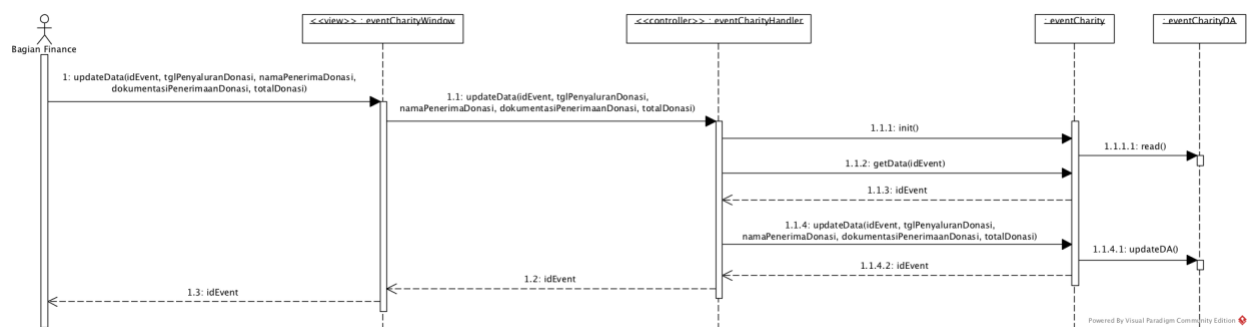 <<view>> : eventCharityWindow
<<controller>> : eventCharityHandler
: eventCharity
: eventCharityDA
Bagian Finance
1: updateData(idEvent, tglPenyaluranDonasi, namaPenerimaDonasi,
dokumentasiPenerimaanDonasi, totalDonasi)
1.1: updateData(idEvent, tglPenyaluranDonasi,
namaPenerimaDonasi, dokumentasiPenerimaanDonasi, totalDonasi)
1.1.1: init()
1.1.1.1: read()
1.1.2: getData(idEvent)
1.1.3: idEvent
1.1.4: updateData(idEvent, tglPenyaluranDonasi,
namaPenerimaDonasi, dokumentasiPenerimaanDonasi, totalDonasi)
1.1.4.1: updateDA()
1.1.4.2: idEvent
1.2: idEvent
1.3: idEvent
Powered By Visual Paradigm Community Edition